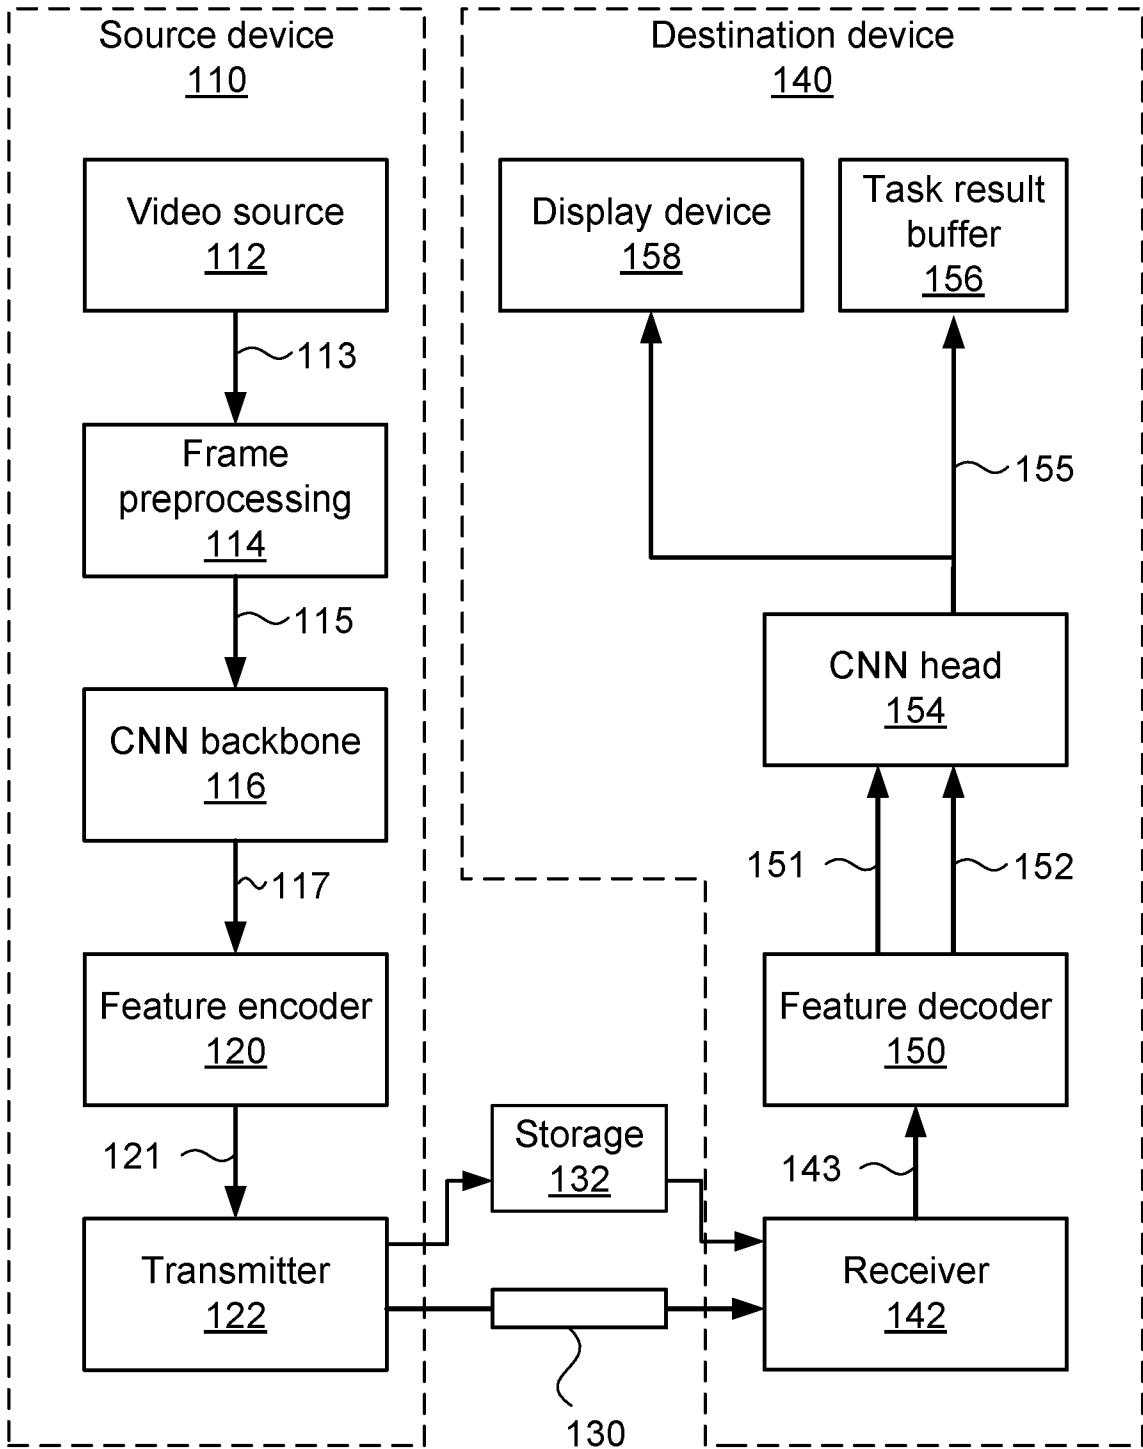 Source device
110
Video source
112
113
Frame
preprocessing
114
115
CNN backbone
116
117
Feature encoder
120
121
Transmitter
122
Storage
132
130
Destination device
140
Display device
158
Task result
buffer
156
155
CNN head
154
151
152
Feature decoder
150
143
Receiver
142